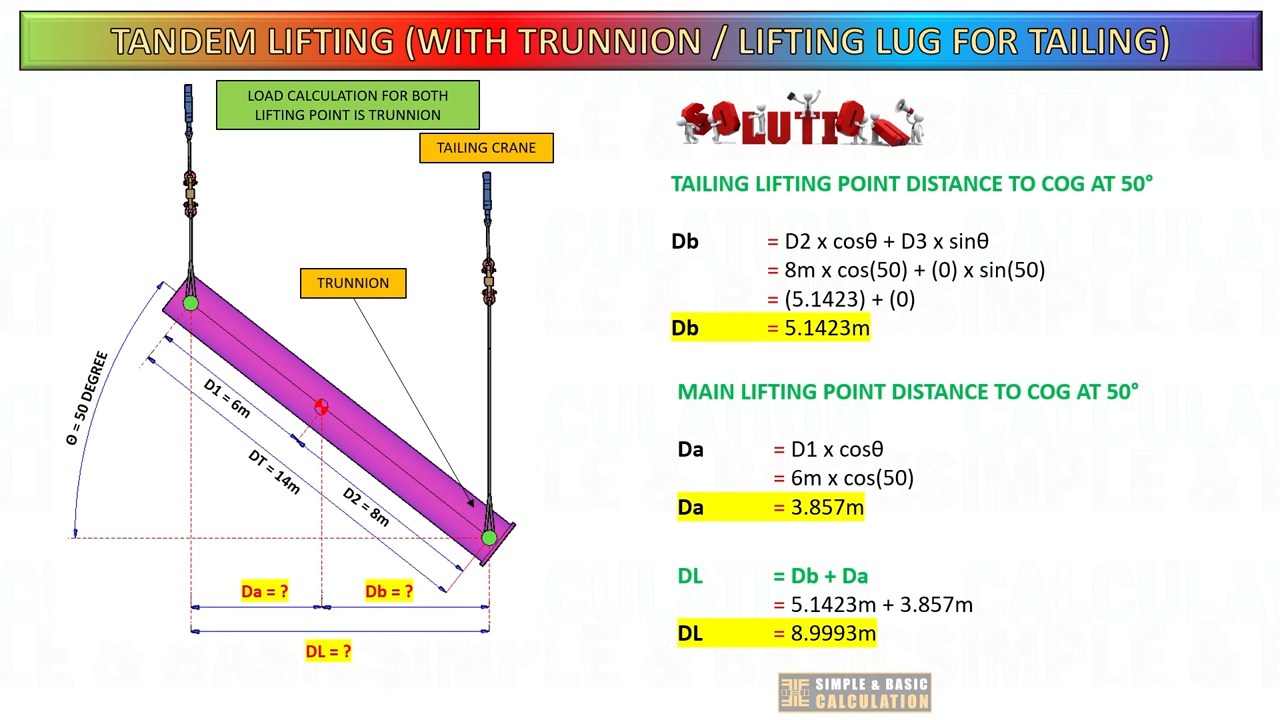 TANDEM LIFTING (WITH TRUNNION / LIFTING LUG FOR TAILING)
LOAD CALCULATION FOR BOTH
LIFTING POINT IS TRUNNION
TAILING CRANE
TRUNNION
Θ = 50 DEGREE
D1 = 6m
DT = 14m
D2 = 8m
Da = ?
Db = ?
DL = ?
SOLUTION
TAILING LIFTING POINT DISTANCE TO COG AT 50°
Db = D2 x cosθ + D3 x sinθ
= 8m x cos(50) + (0) x sin(50)
= (5.1423) + (0)
Db = 5.1423m
MAIN LIFTING POINT DISTANCE TO COG AT 50°
Da = D1 x cosθ
= 6m x cos(50)
Da = 3.857m
DL = Db + Da
= 5.1423m + 3.857m
DL = 8.9993m
SIMPLE & BASIC
CALCULATION